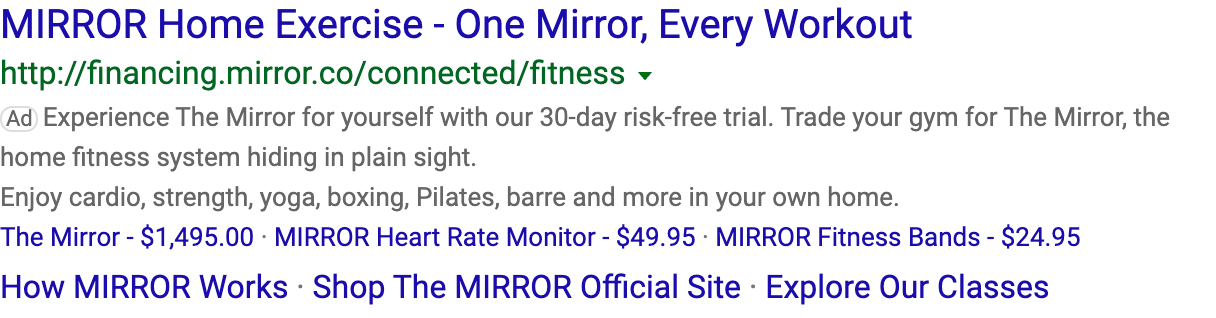 MIRROR Home Exercise - One Mirror, Every Workout
http://financing.mirror.co/connected/fitness
Ad Experience The Mirror for yourself with our 30-day risk-free trial. Trade your gym for The Mirror, the
home fitness system hiding in plain sight.
Enjoy cardio, strength, yoga, boxing, Pilates, barre and more in your own home.
The Mirror - $1,495.00 · MIRROR Heart Rate Monitor - $49.95 · MIRROR Fitness Bands - $24.95
How MIRROR Works · Shop The MIRROR Official Site · Explore Our Classes